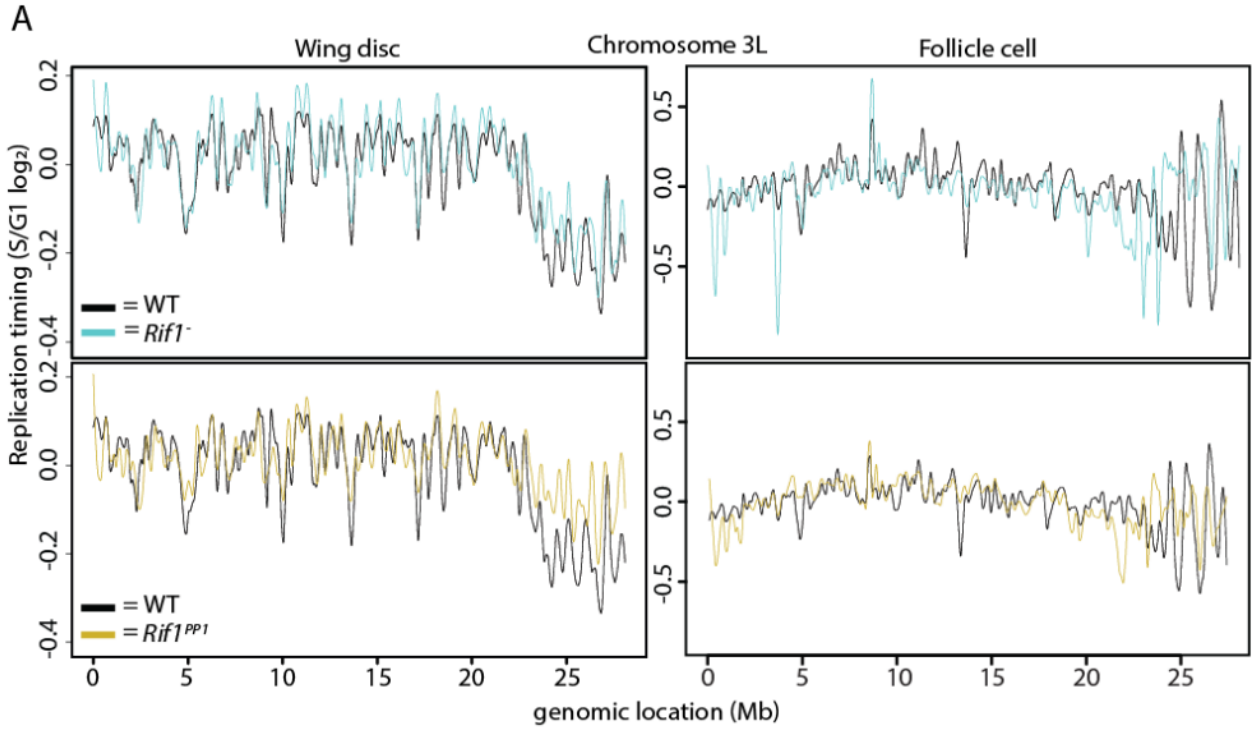 A
Wing disc
Chromosome 3L
Follicle cell
Replication timing (S/G1 log₂)
0.2
0.0
-0.2
-0.4
= WT
= Rif1⁻
0.5
0.0
-0.5
0.2
0.0
-0.2
-0.4
= WT
= Rif1ᴾᴾ¹
0.5
0.0
-0.5
0 5 10 15 20 25
0 5 10 15 20 25
genomic location (Mb)